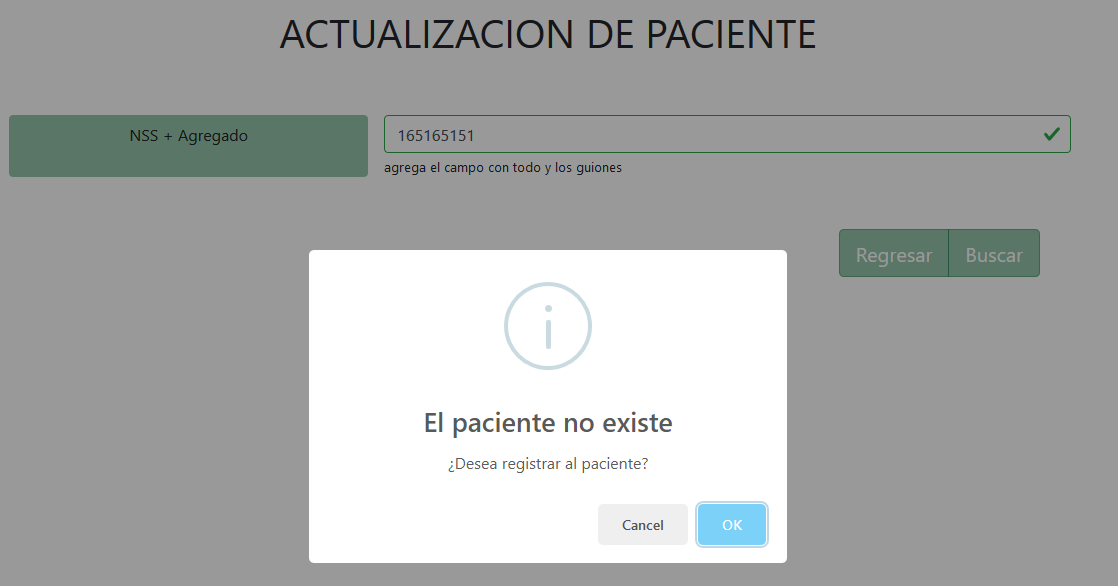 ACTUALIZACION DE PACIENTE
NSS + Agregado
165165151
agrega el campo con todo y los guiones
Regresar
Buscar
El paciente no existe
¿Desea registrar al paciente?
Cancel
OK